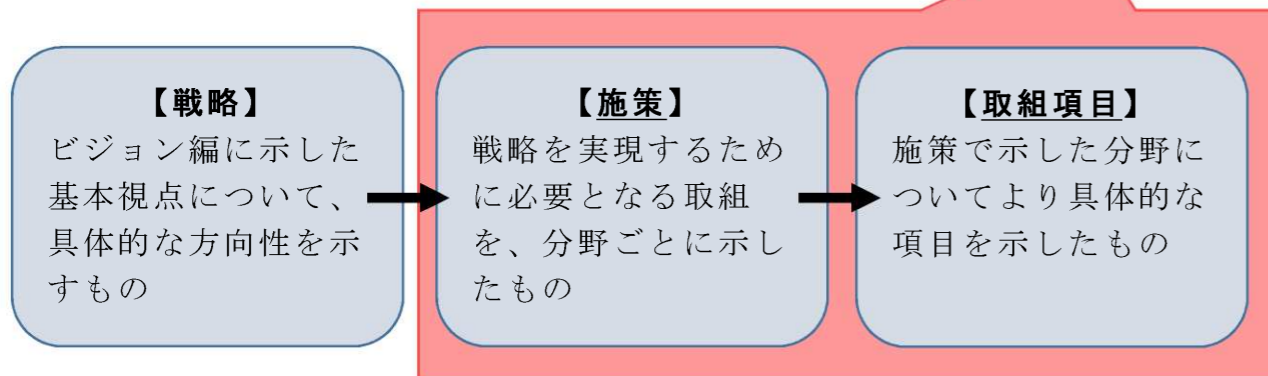 【戦略】
ビジョン編に示した
基本視点について、
具体的な方向性を示
すもの
【施策】
戦略を実現するため
に必要となる取組
を、分野ごとに示し
たもの
【取組項目】
施策で示した分野に
ついてより具体的な
項目を示したもの